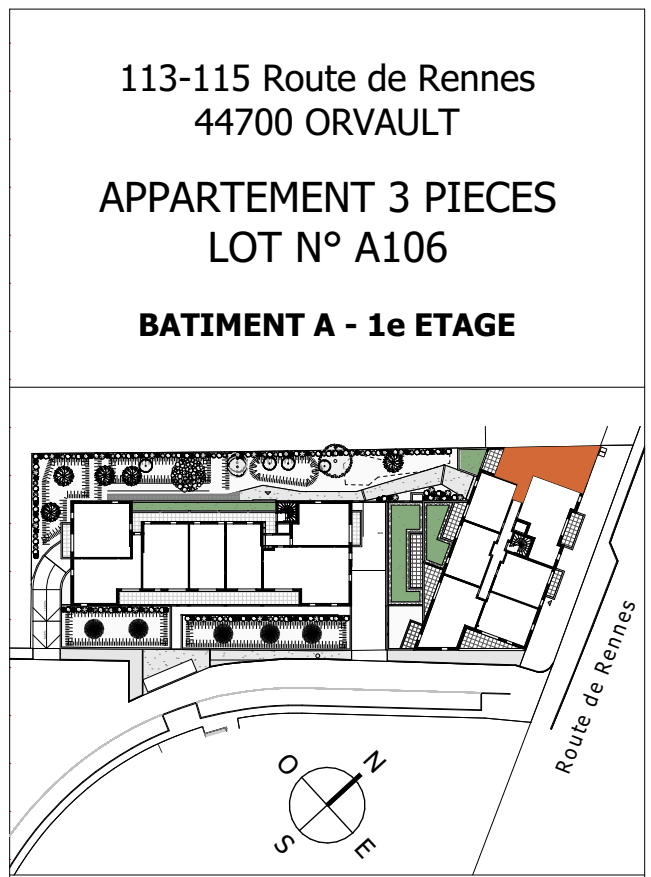 113-115 Route de Rennes
44700 ORVAULT
APPARTEMENT 3 PIECES
LOT N° A106
BATIMENT A - 1e ETAGE
Route de Rennes
O
N
S
E